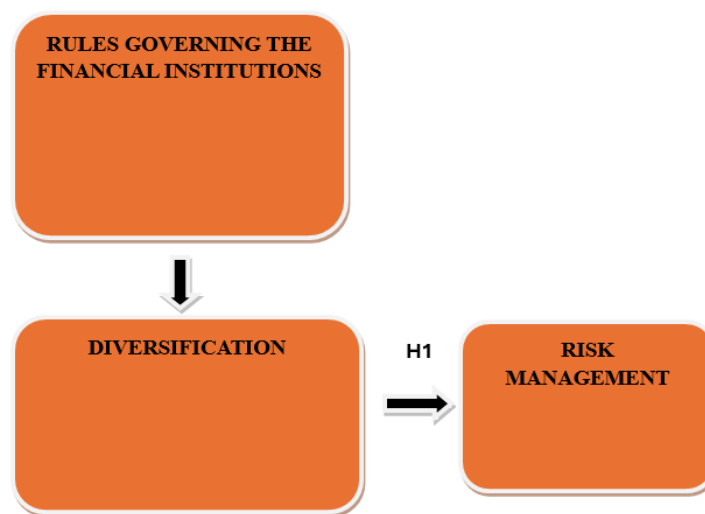 RULES GOVERNING THE
FINANCIAL INSTITUTIONS
DIVERSIFICATION
H1
RISK
MANAGEMENT